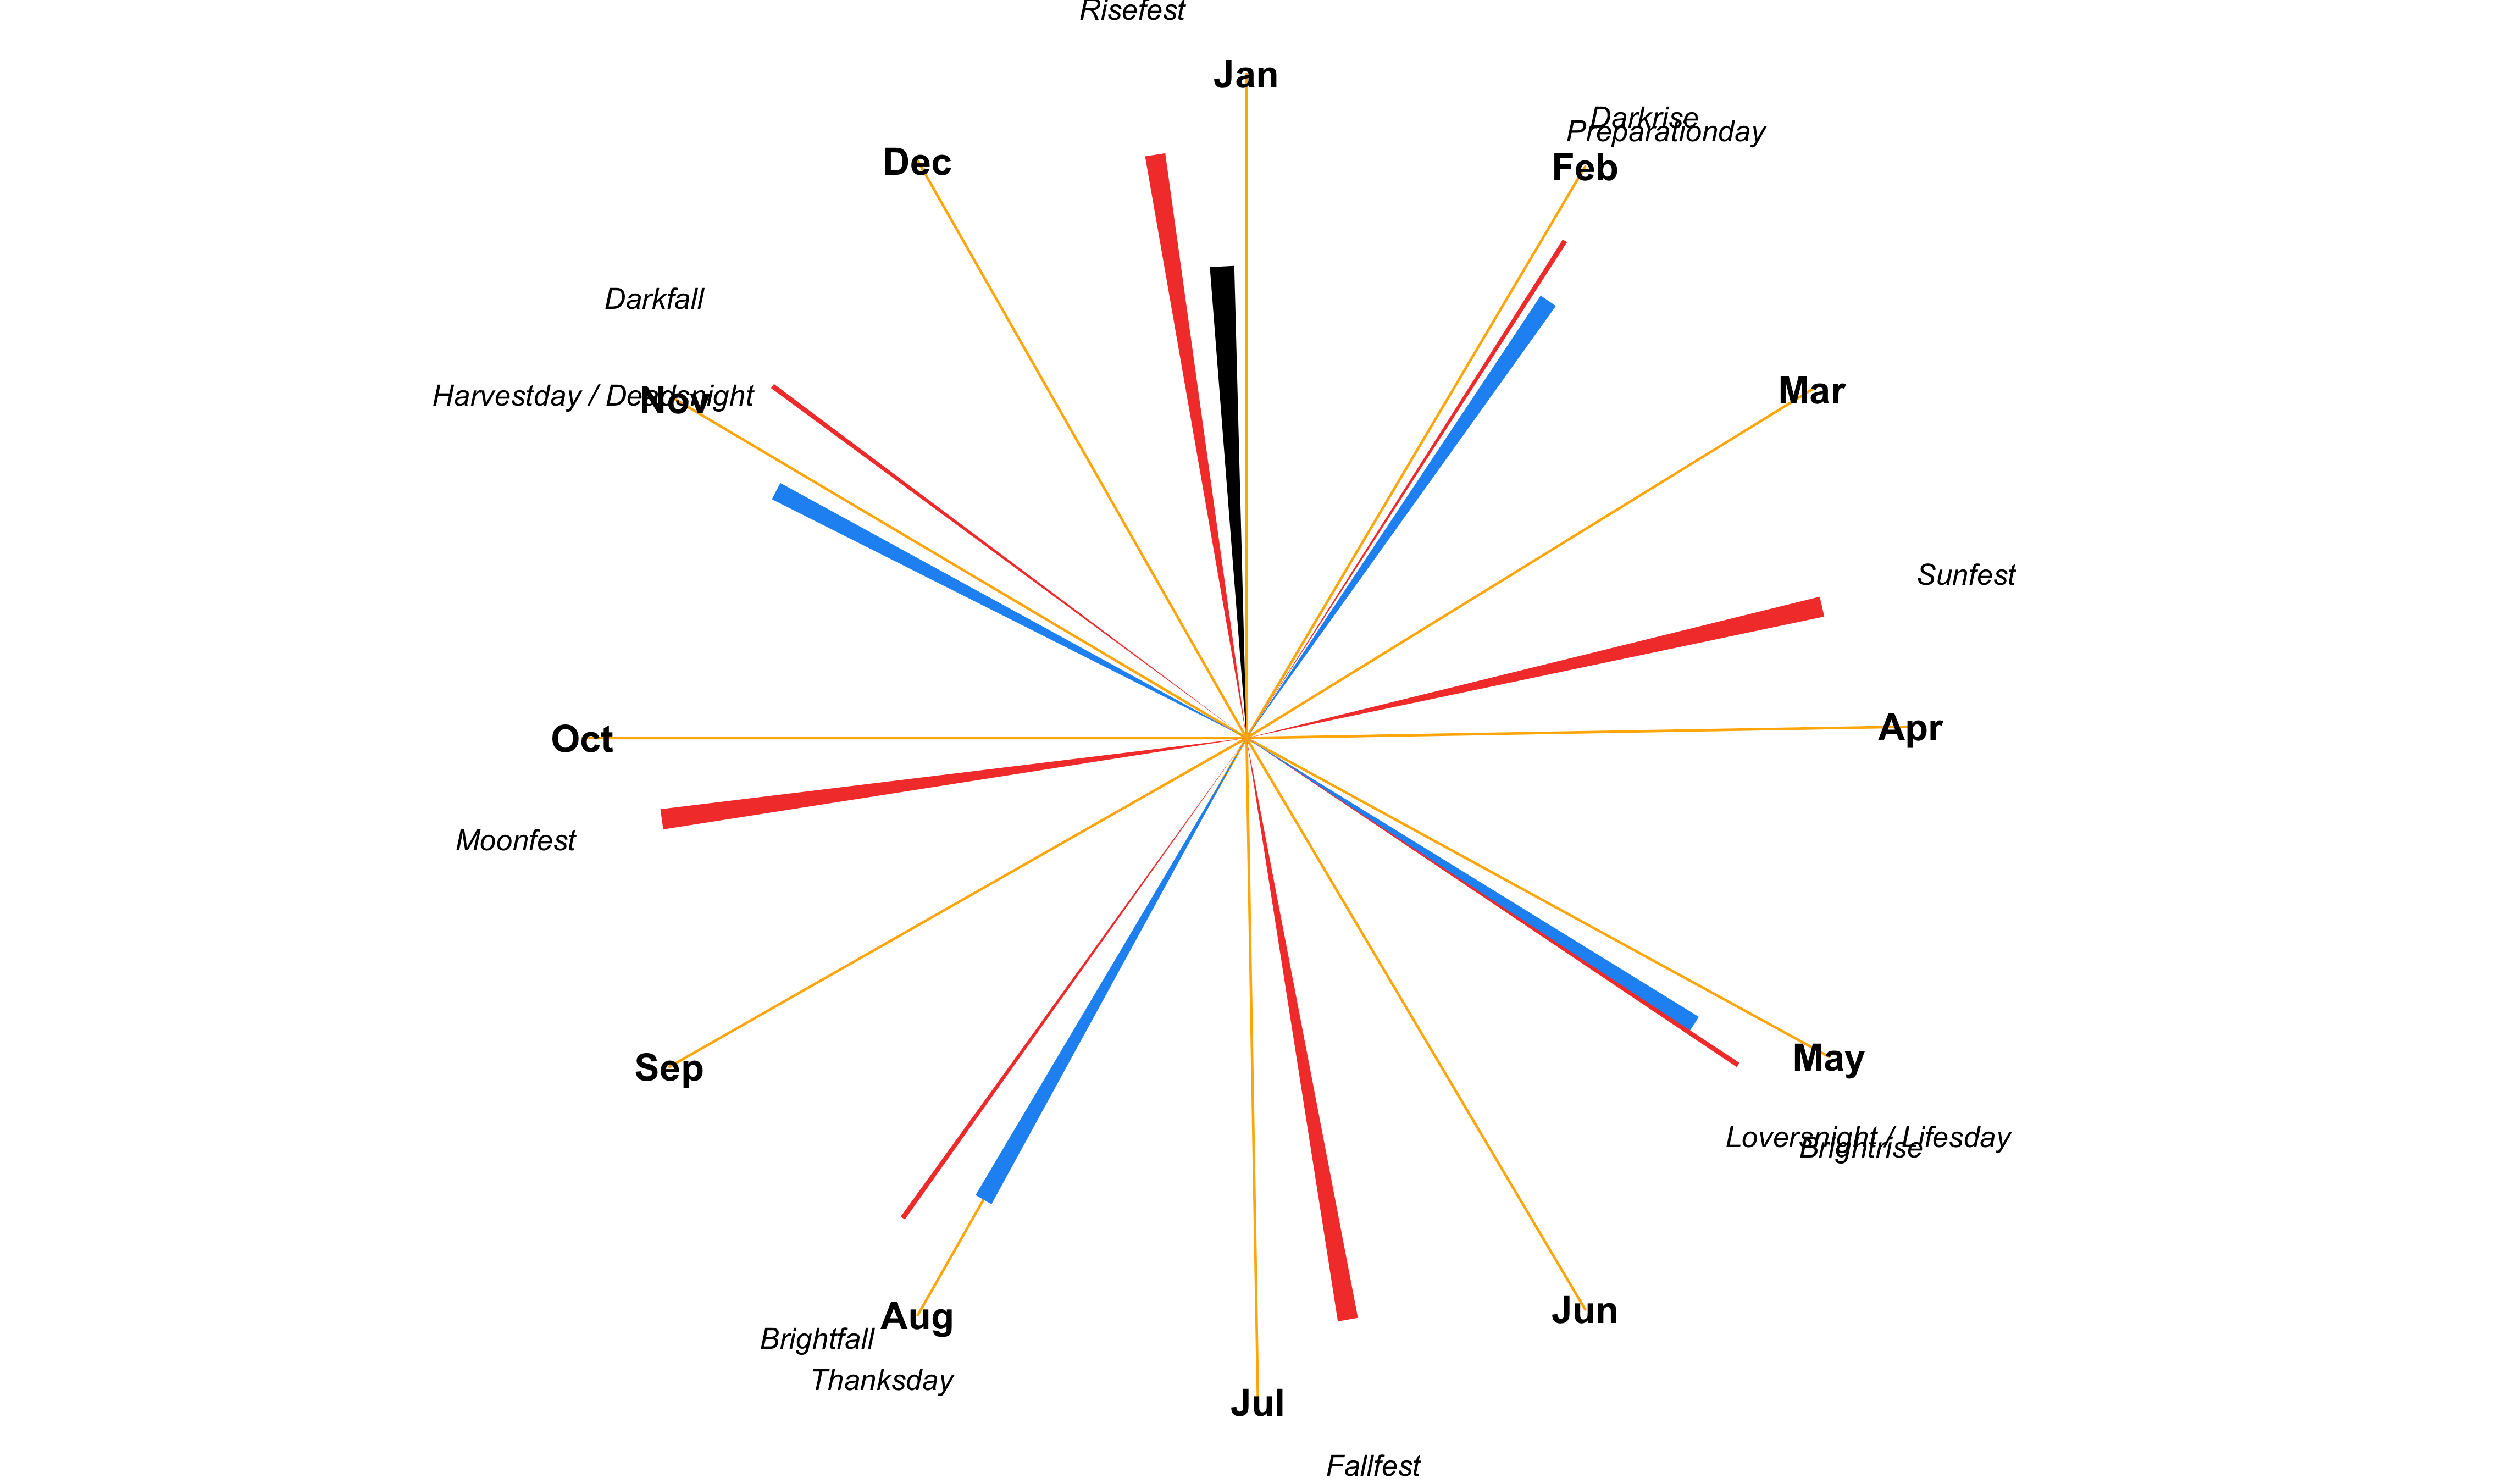 Risefest
Jan
Darkrise
Preparationday
Feb
Dec
Darkfall
Mar
Harvestday / Deadsnight
Nov
Sunfest
Apr
Oct
Moonfest
May
Sep
Loversnight / Lifesday
Brightrise
Jun
Aug
Brightfall
Thanksday
Jul
Fallfest